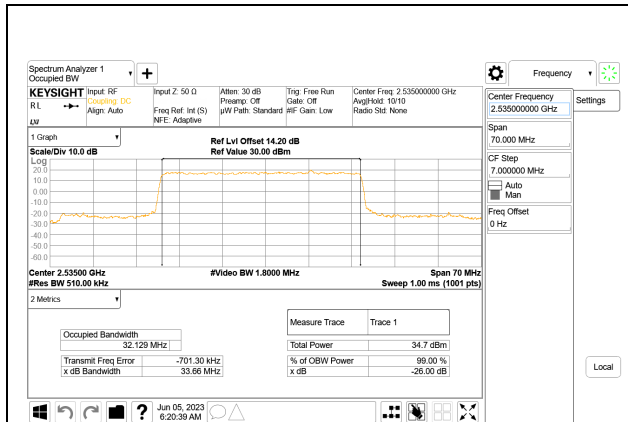 Spectrum Analyzer 1
Occupied BW
+
Frequency
KEYSIGHT
R L
LXI
Input: RF
Coupling: DC
Align: Auto
Input Z: 50 Ω
Freq Ref: Int (S)
NFE: Adaptive
Atten: 30 dB
Preamp: Off
µW Path: Standard
Trig: Free Run
Gate: Off
#IF Gain: Low
Center Freq: 2.535000000 GHz
Avg|Hold: 10/10
Radio Std: None
Center Frequency
2.535000000 GHz
Settings
Span
70.000 MHz
CF Step
7.000000 MHz
Auto
Man
Freq Offset
0 Hz
Local
1 Graph
Scale/Div 10.0 dB
Ref Lvl Offset 14.20 dB
Ref Value 30.00 dBm
Log
20.0
10.0
0.00
-10.0
-20.0
-30.0
-40.0
-50.0
-60.0
Center 2.53500 GHz
#Video BW 1.8000 MHz
Span 70 MHz
#Res BW 510.00 kHz
Sweep 1.00 ms (1001 pts)
2 Metrics
Measure Trace Trace 1
Occupied Bandwidth
32.129 MHz
Total Power 34.7 dBm
Transmit Freq Error -701.30 kHz
% of OBW Power 99.00 %
x dB Bandwidth 33.66 MHz
x dB -26.00 dB
?
Jun 05, 2023
6:20:39 AM